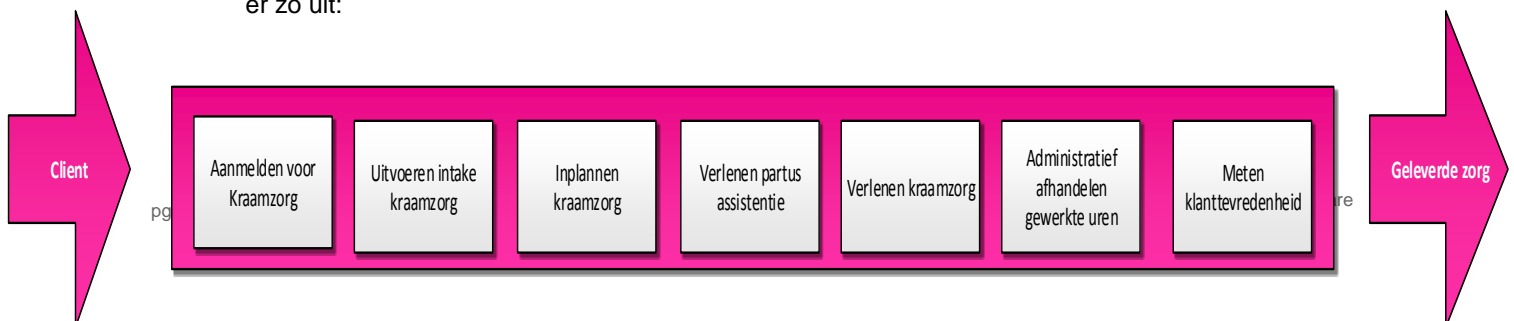 er zo uit:
Client
Aanmelden voor
Kraamzorg
Uitvoeren intake
kraamzorg
Inplannen
kraamzorg
Verlenen partus
assistentie
Verlenen kraamzorg
Administratief
afhandelen
gewerkte uren
Meten
klanttevredenheid
Geleverde zorg